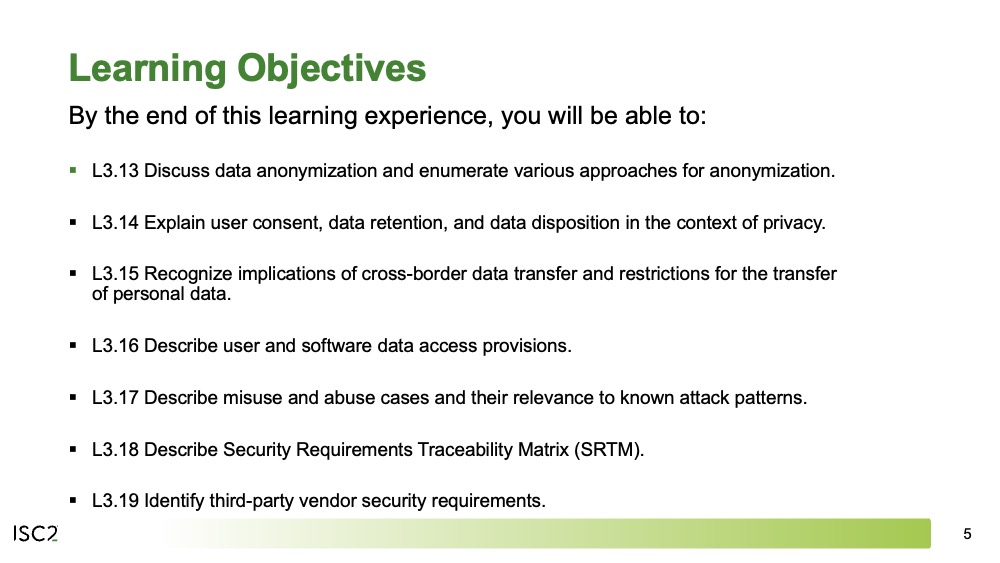 Learning Objectives
By the end of this learning experience, you will be able to:
▪ L3.13 Discuss data anonymization and enumerate various approaches for anonymization.
▪ L3.14 Explain user consent, data retention, and data disposition in the context of privacy.
▪ L3.15 Recognize implications of cross-border data transfer and restrictions for the transfer
of personal data.
▪ L3.16 Describe user and software data access provisions.
▪ L3.17 Describe misuse and abuse cases and their relevance to known attack patterns.
▪ L3.18 Describe Security Requirements Traceability Matrix (SRTM).
▪ L3.19 Identify third-party vendor security requirements.
ISC2
5